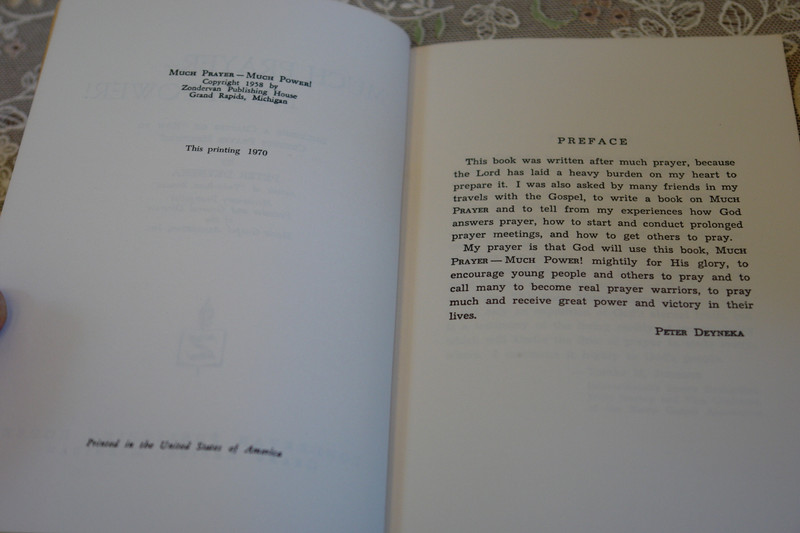 MUCH PRAYER — MUCH POWER!
Copyright 1958 by
Zondervan Publishing House
Grand Rapids, Michigan
This printing 1970
Printed in the United States of America
PREFACE
This book was written after much prayer, because
the Lord has laid a heavy burden on my heart to
prepare it. I was also asked by many friends in my
travels with the Gospel, to write a book on MUCH
PRAYER and to tell from my experiences how God
answers prayer, how to start and conduct prolonged
prayer meetings, and how to get others to pray.
My prayer is that God will use this book, MUCH
PRAYER — MUCH POWER! mightily for His glory, to
encourage young people and others to pray and to
call many to become real prayer warriors, to pray
much and receive great power and victory in their
lives.
PETER DEYNEKA